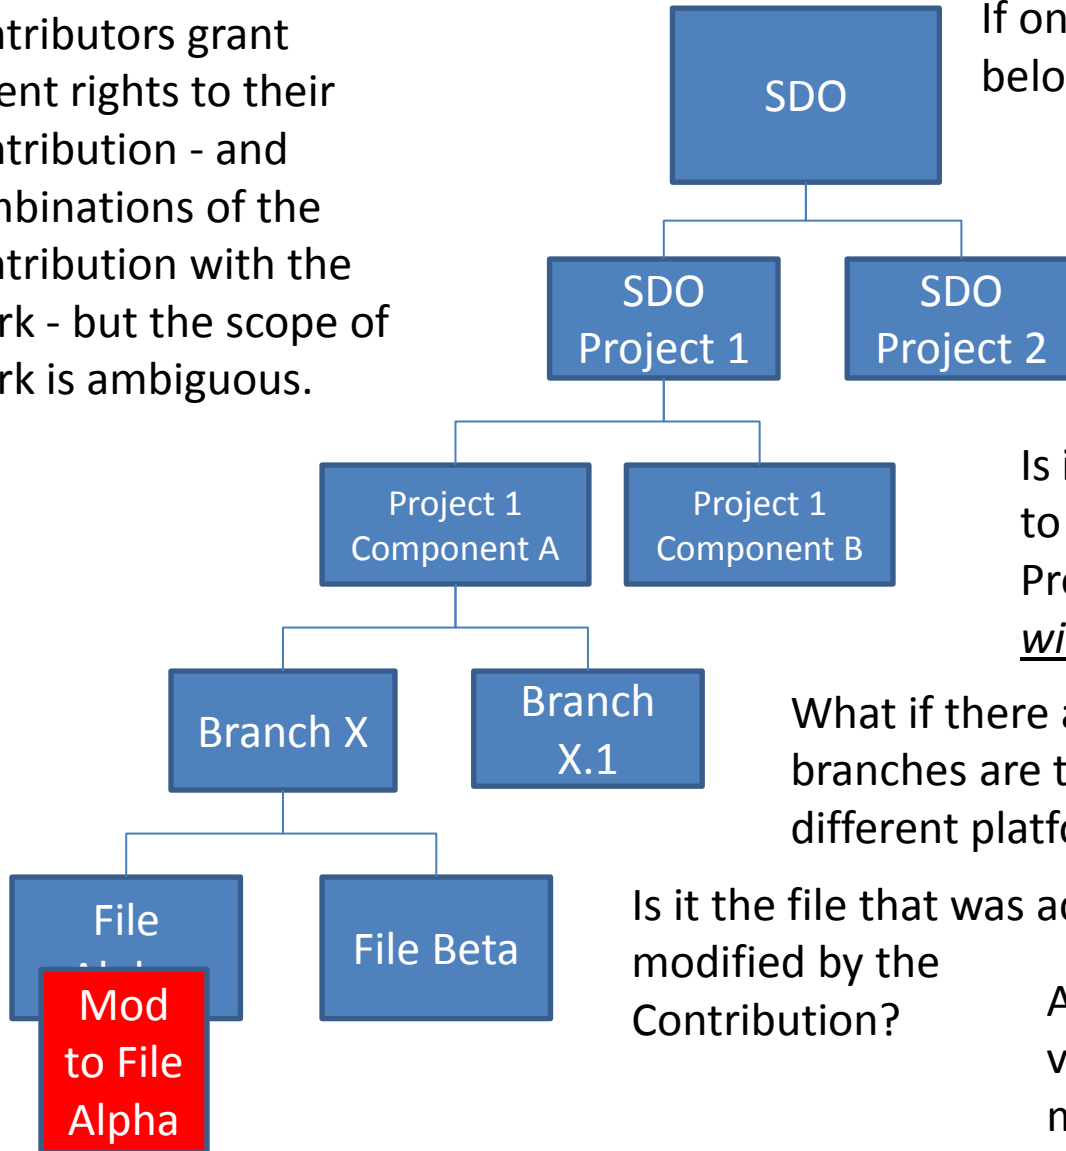 ntributors grant
ent rights to their
ntribution - and
nbinations of the
ntribution with the
rk - but the scope of
rk is ambiguous.
SDO
If on
belo
SDO
Project 1
SDO
Project 2
Project 1
Component A
Project 1
Component B
Is i
to
Pro
wi
Branch X
Branch
X.1
What if there a
branches are t
different platfo
File
File Beta
Mod
to File
Alpha
Is it the file that was ac
modified by the
Contribution?
A
v
n